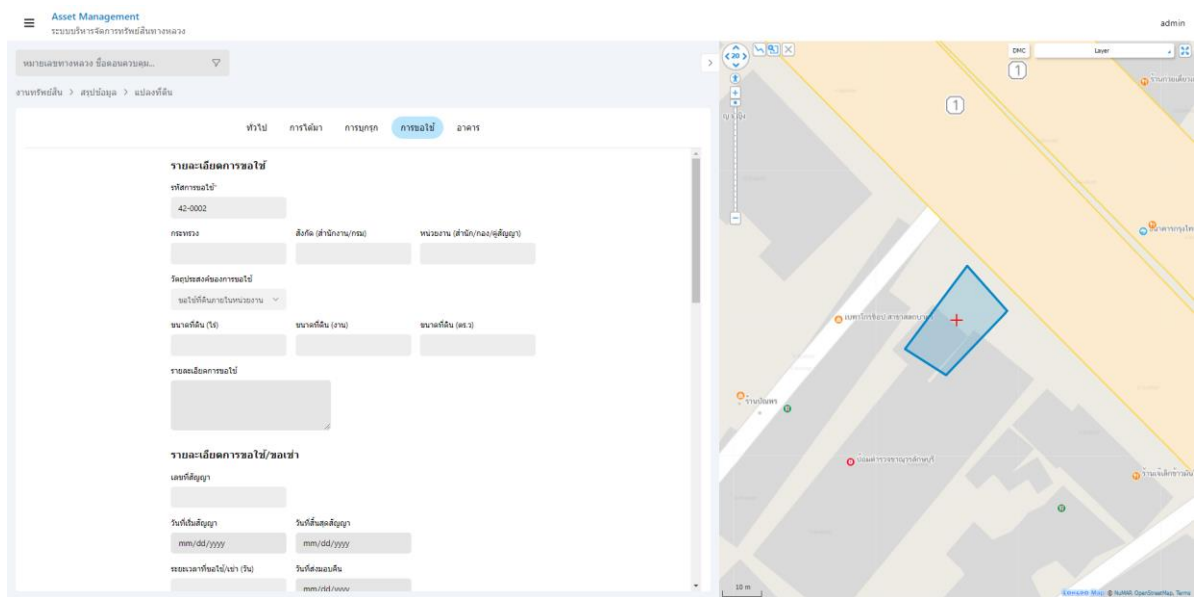 Asset Management
ระบบบริหารจัดการทรัพย์สินทางหลวง
admin
หมายเลขทางหลวง ชื่อตอนควบคุม...
งานทรัพย์สิน > สรุปข้อมูล > แปลงที่ดิน
ทั่วไป การได้มา การบุกรุก การขอใช้ อาคาร
รายละเอียดการขอใช้
รหัสการขอใช้*
42-0002
กระทรวง สังกัด (สำนักงาน/กรม) หน่วยงาน (สำนัก/กอง/คู่สัญญา)
วัตถุประสงค์ของการขอใช้
ขอใช้ที่ดินภายในหน่วยงาน
ขนาดที่ดิน (ไร่) ขนาดที่ดิน (งาน) ขนาดที่ดิน (ตร.ว)
รายละเอียดการขอใช้
รายละเอียดการขอใช้/ขอเช่า
เลขที่สัญญา
วันที่เริ่มสัญญา วันที่สิ้นสุดสัญญา
mm/dd/yyyy mm/dd/yyyy
ระยะเวลาที่ขอใช้/เช่า (วัน) วันที่ส่งมอบคืน
mm/dd/yyyy
20
DMC Layer
1
1
ร้านบัณฑร
10 m
Longdo Map © NuMAP, OpenStreetMap, Terms